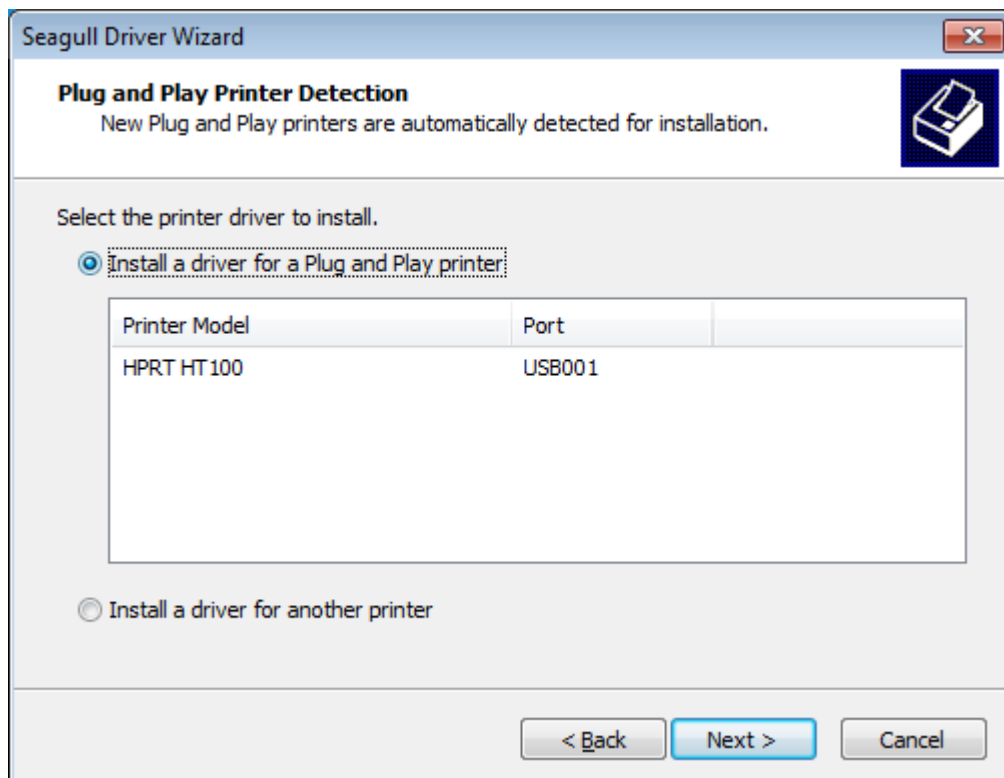 Seagull Driver Wizard
Plug and Play Printer Detection
New Plug and Play printers are automatically detected for installation.
Select the printer driver to install.
Install a driver for a Plug and Play printer
Printer Model Port
HPRT HT100 USB001
Install a driver for another printer
< Back Next > Cancel